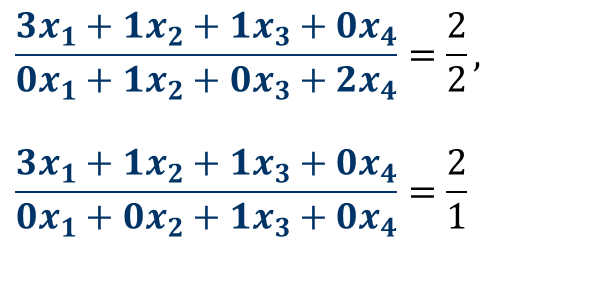 3x₁ + 1x₂ + 1x₃ + 0x₄
0x₁ + 1x₂ + 0x₃ + 2x₄
= 2/2,
3x₁ + 1x₂ + 1x₃ + 0x₄
0x₁ + 0x₂ + 1x₃ + 0x₄
= 2/1